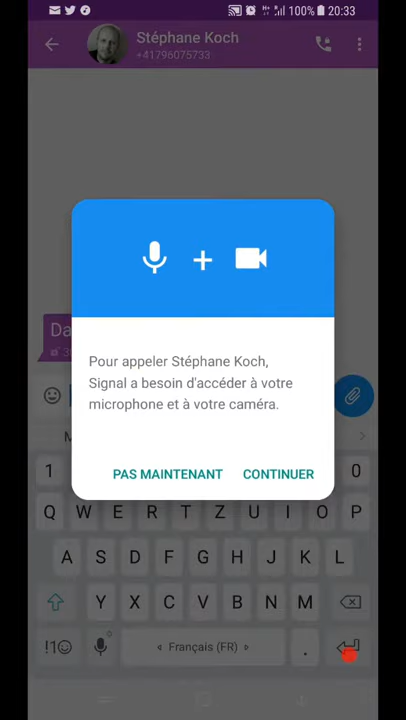 100% 20:33
Stéphane Koch
+41796075733
Da
Pour appeler Stéphane Koch,
Signal a besoin d'accéder à votre
microphone et à votre caméra.
PAS MAINTENANT CONTINUER
1 0
Q W E R T Z U I O P
A S D F G H J K L
Y X C V B N M
!1 Français (FR) .